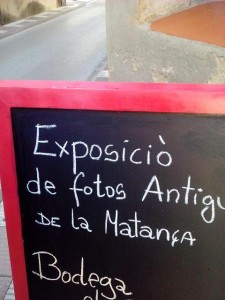 Exposiciò
de fotos Antigu
DE la Matança
Bodega